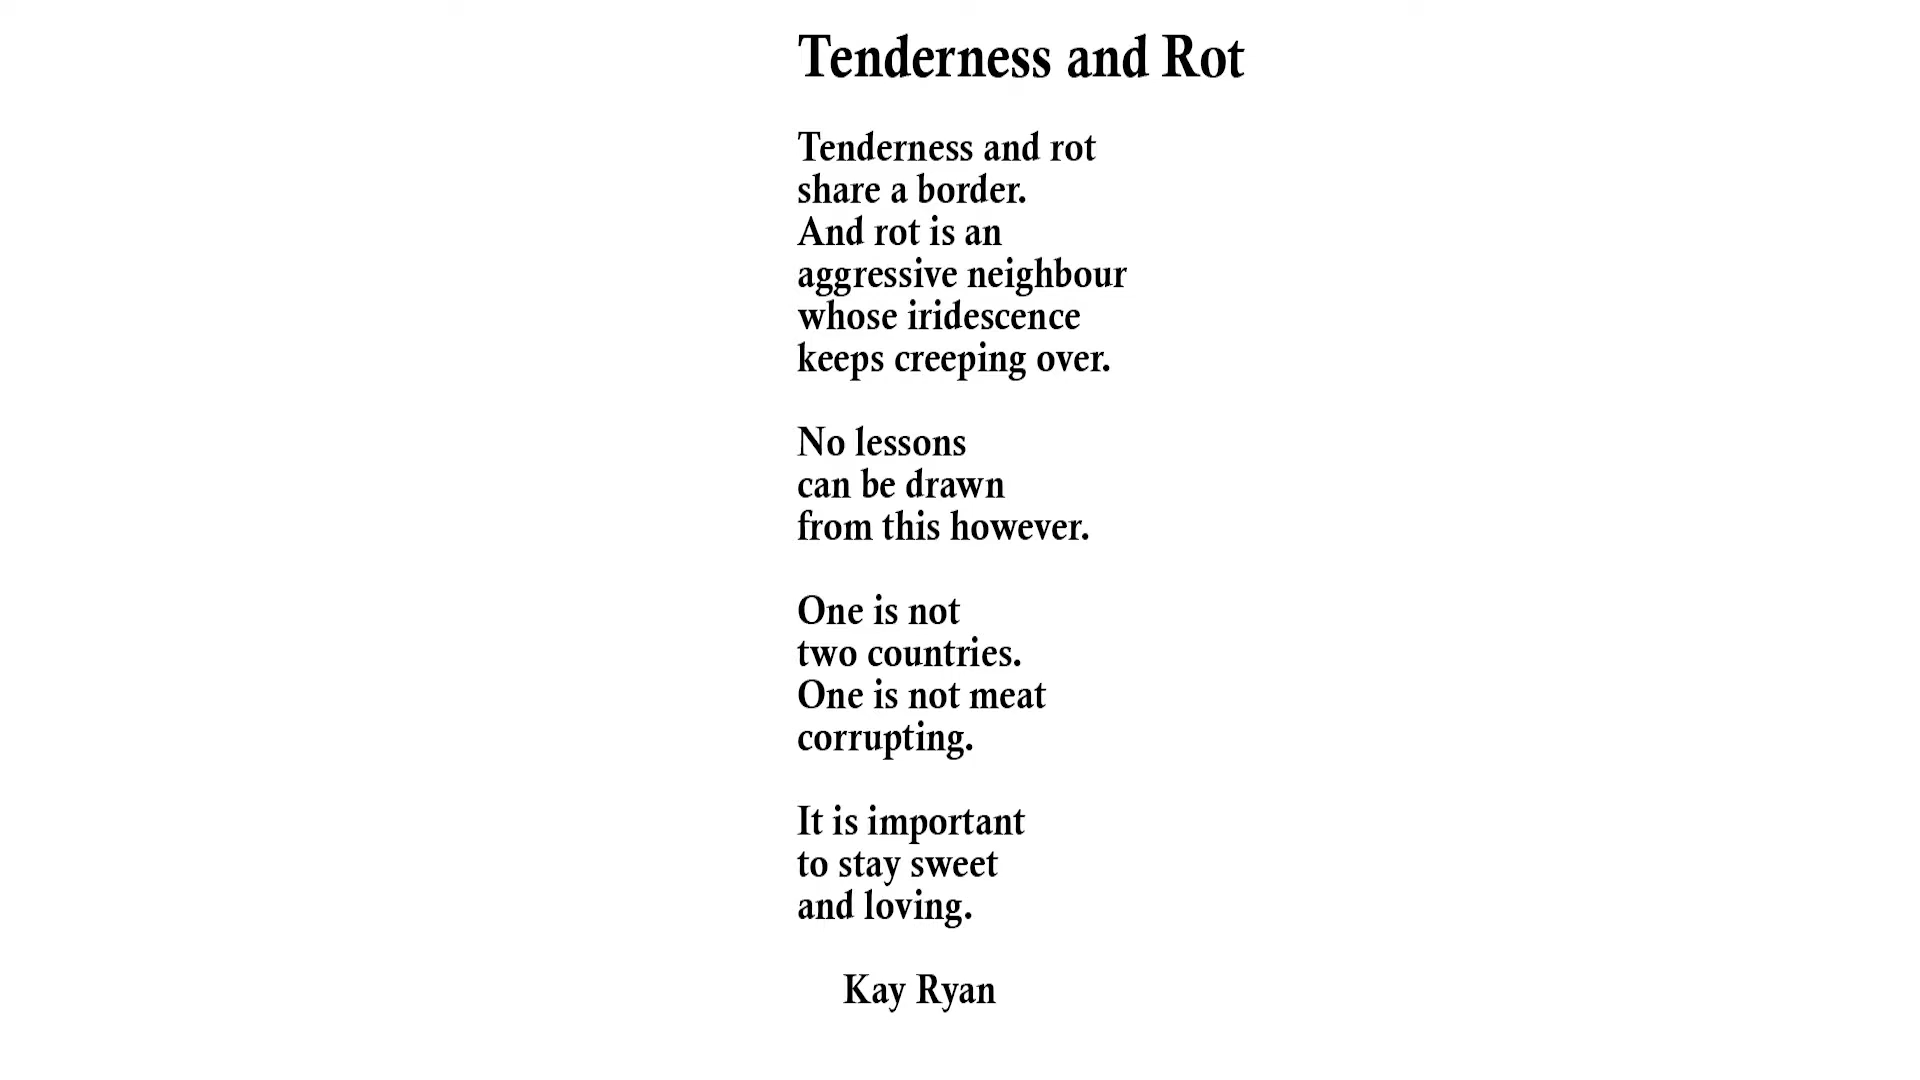 Tenderness and Rot
Tenderness and rot
share a border.
And rot is an
aggressive neighbour
whose iridescence
keeps creeping over.
No lessons
can be drawn
from this however.
One is not
two countries.
One is not meat
corrupting.
It is important
to stay sweet
and loving.
Kay Ryan